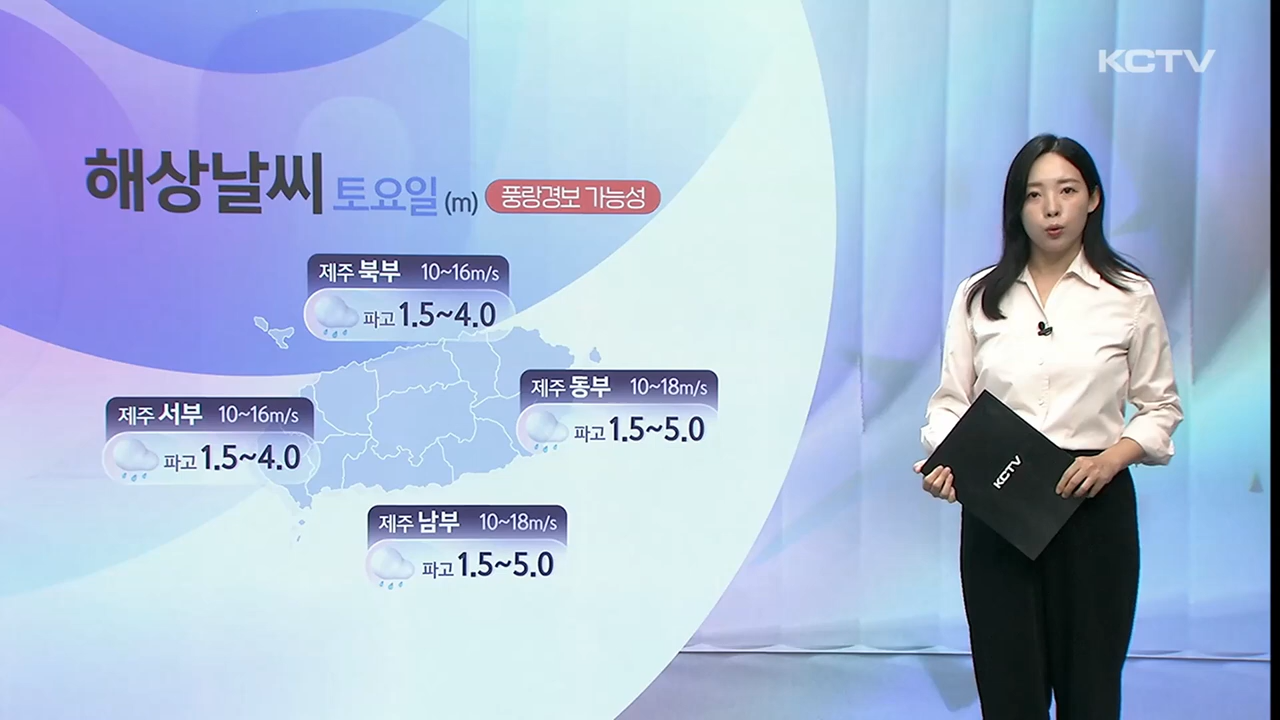 KCTV
해상날씨 토요일 (m) 풍랑경보 가능성
제주 북부 10~16m/s
파고 1.5~4.0
제주 동부 10~18m/s
파고 1.5~5.0
제주 서부 10~16m/s
파고 1.5~4.0
제주 남부 10~18m/s
파고 1.5~5.0
KCTV